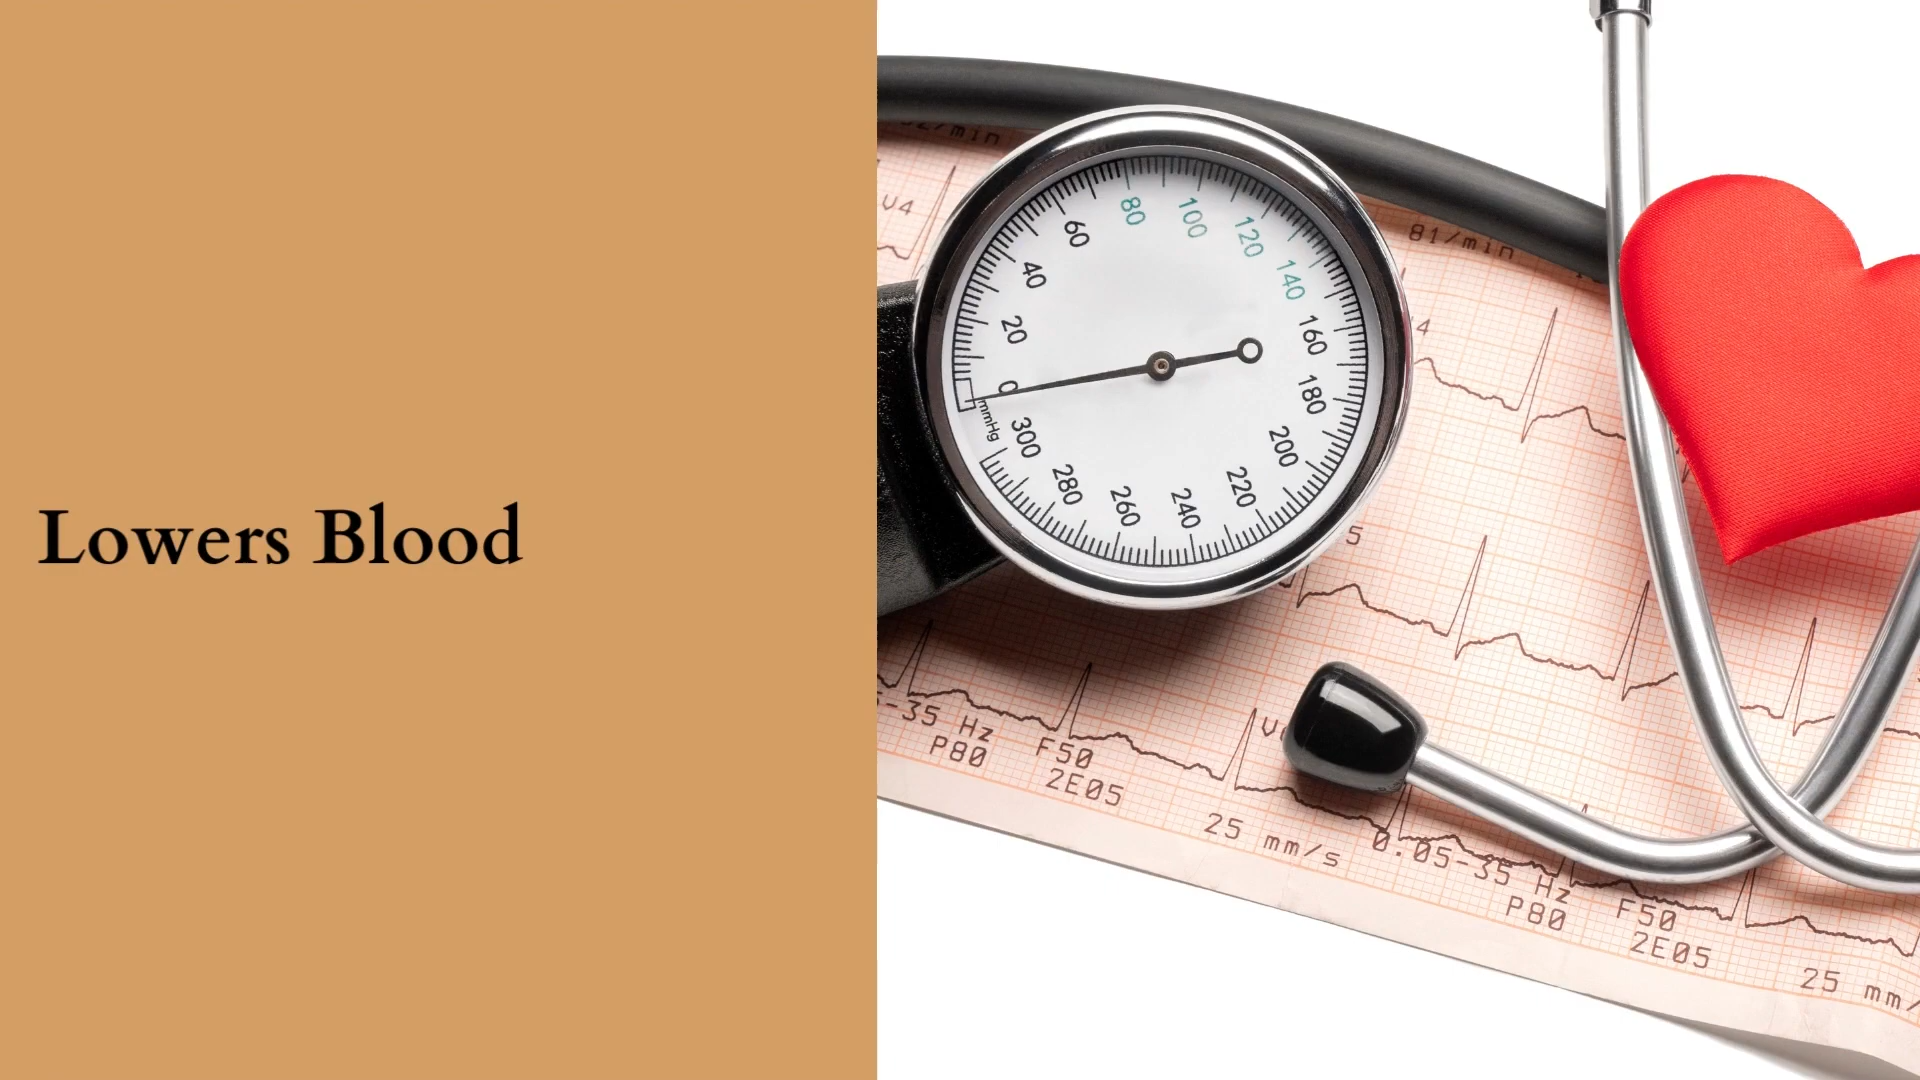 Lowers Blood
81/min
V4
80
100
120
60
140
40
160
20
180
0
mmHg
300
200
280
260
240
220
5
-35 Hz
P80
F50
2E05
25 mm/s
0.05-35 Hz
P80
F50
2E05
25 mm/